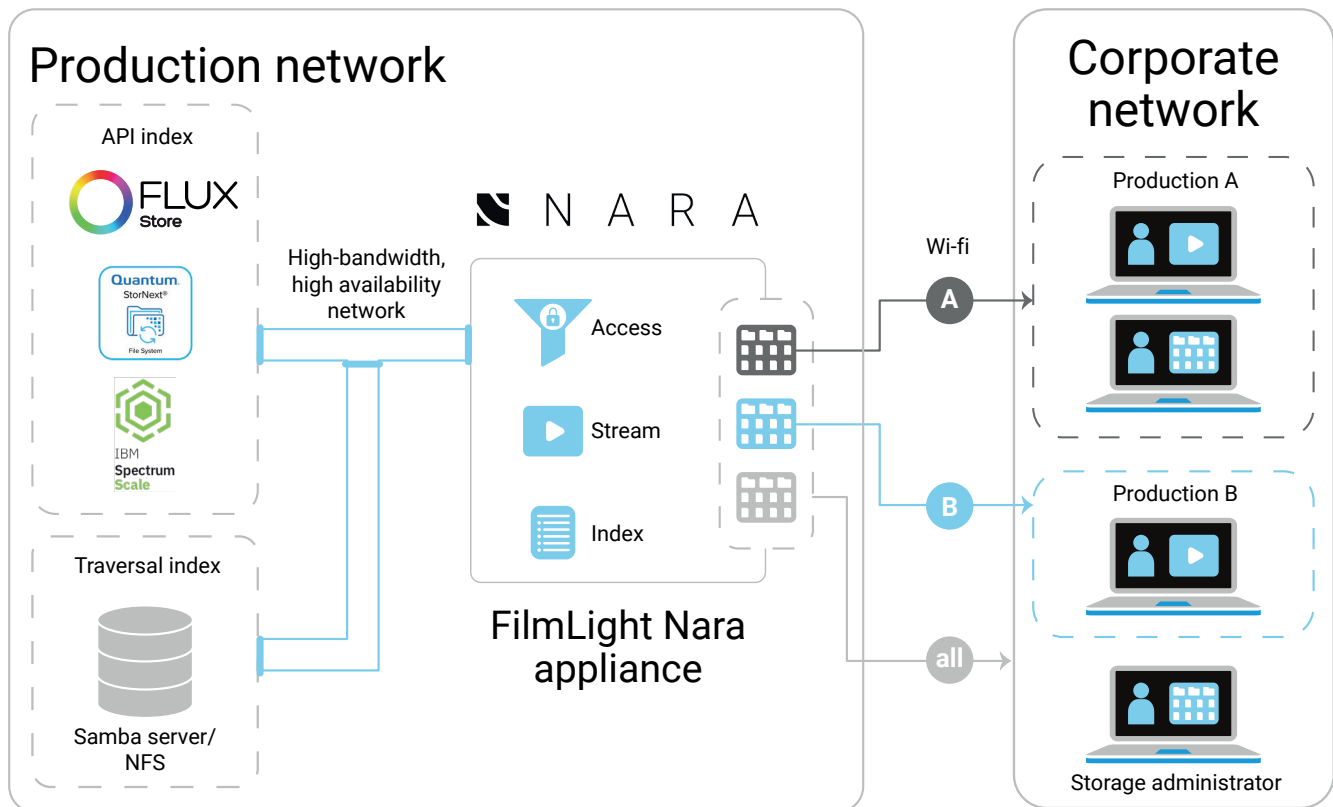 Production network
API index
FLUX
Store
Quantum.
StorNext®
File System
IBM
Spectrum
Scale
Traversal index
Samba server/
NFS
High-bandwidth,
high availability
network
NARA
Access
Stream
Index
FilmLight Nara
appliance
Wi-fi
A
B
all
Corporate
network
Production A
Production B
Storage administrator